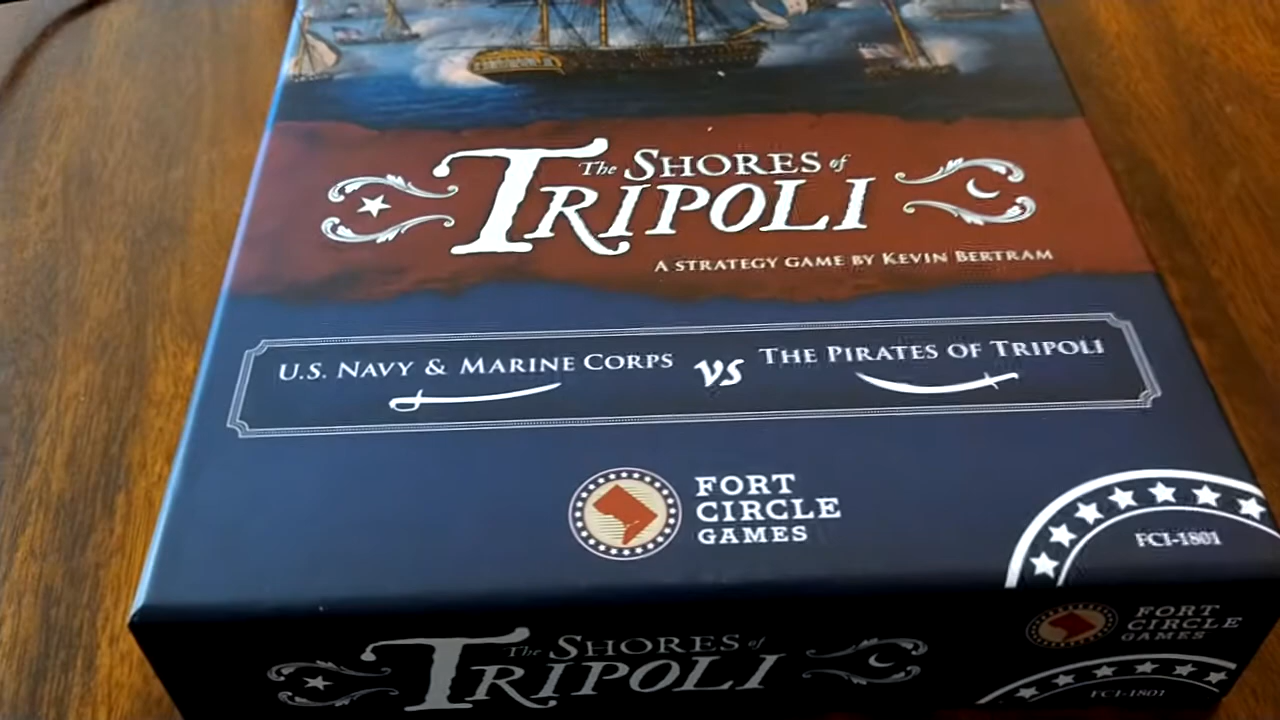 The SHORES of
TRIPOLI
A STRATEGY GAME BY KEVIN BERTRAM
U.S. NAVY & MARINE CORPS VS THE PIRATES OF TRIPOLI
FORT
CIRCLE
GAMES
FCI-1801
The SHORES of
TRIPOLI
FORT
CIRCLE
GAMES
FCI-1801